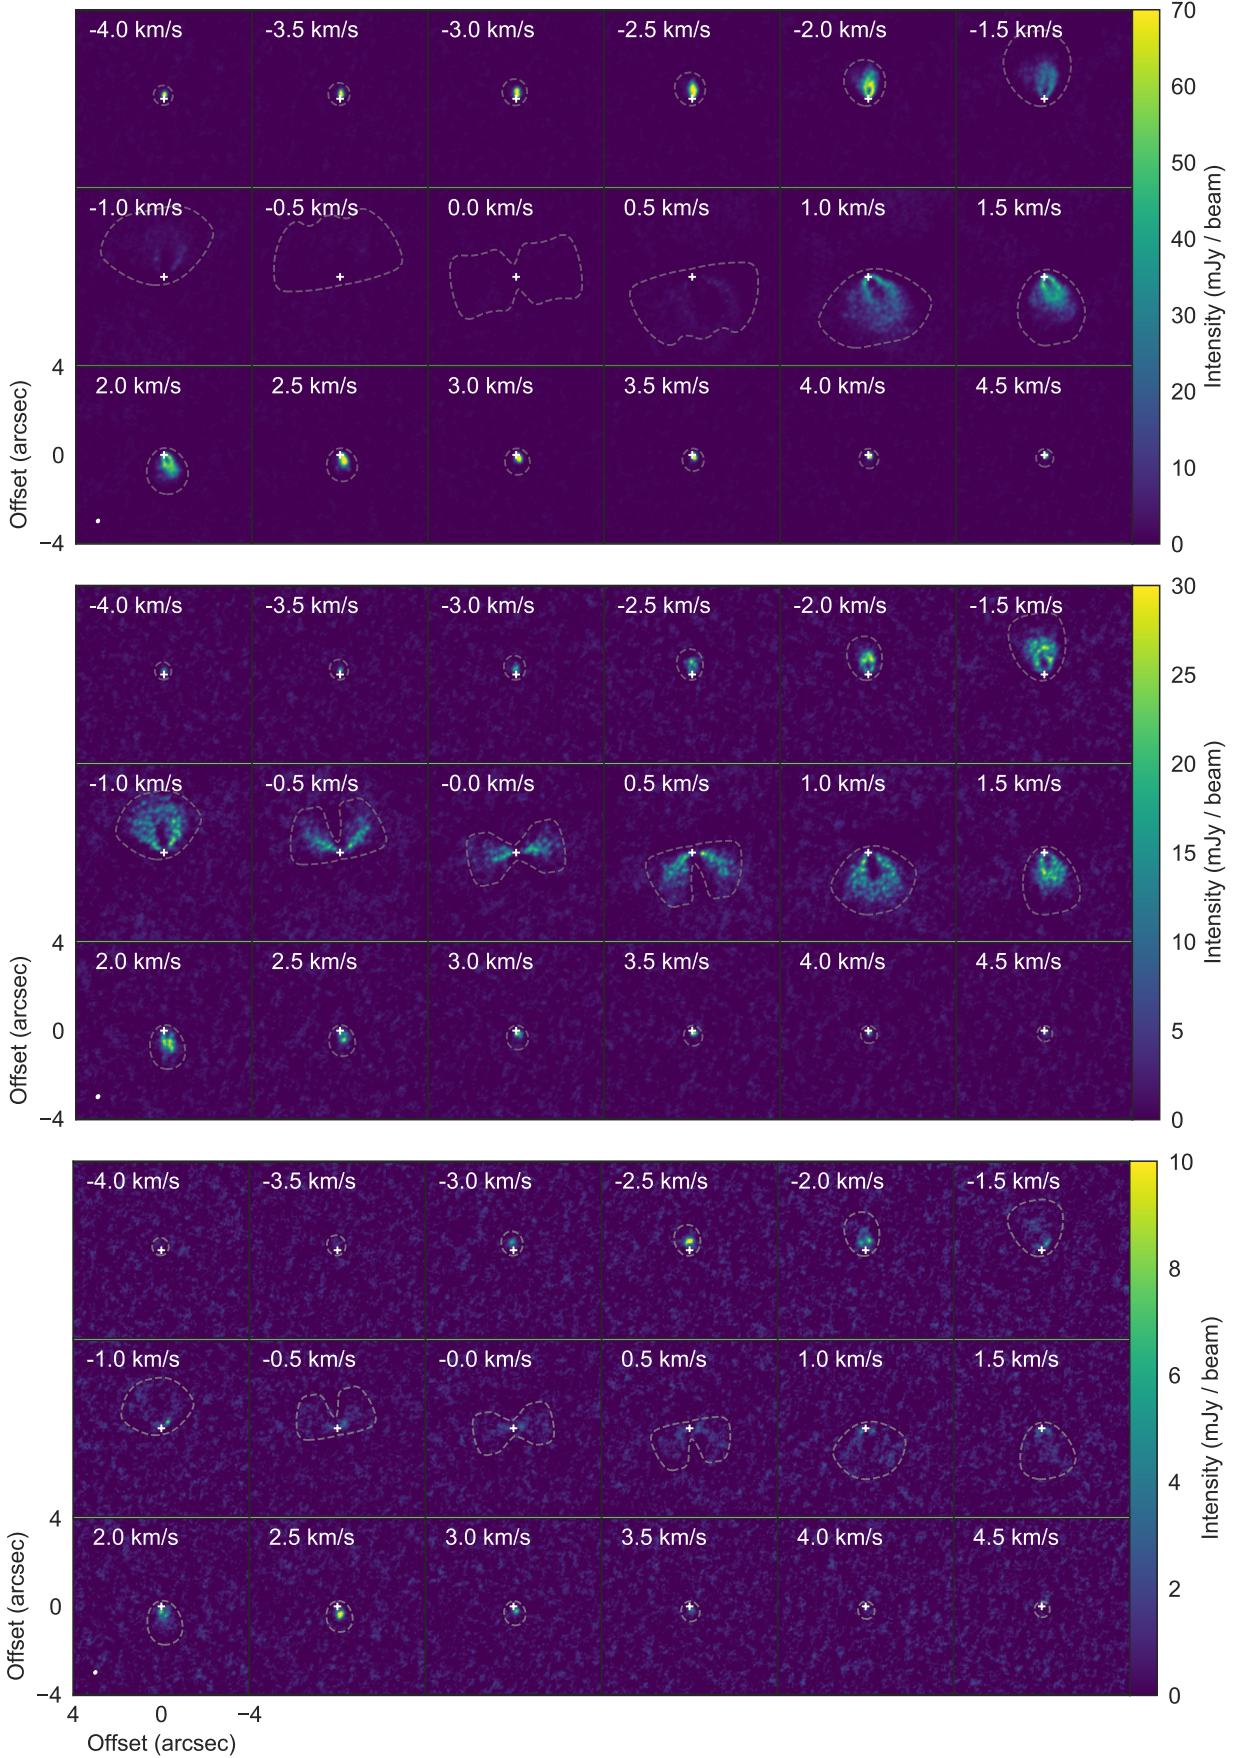 -4.0 km/s -3.5 km/s -3.0 km/s -2.5 km/s -2.0 km/s -1.5 km/s
-1.0 km/s -0.5 km/s 0.0 km/s 0.5 km/s 1.0 km/s 1.5 km/s
2.0 km/s 2.5 km/s 3.0 km/s 3.5 km/s 4.0 km/s 4.5 km/s
4
0
−4
Offset (arcsec)
70
60
50
40
30
20
10
0
Intensity (mJy / beam)
-4.0 km/s -3.5 km/s -3.0 km/s -2.5 km/s -2.0 km/s -1.5 km/s
-1.0 km/s -0.5 km/s -0.0 km/s 0.5 km/s 1.0 km/s 1.5 km/s
2.0 km/s 2.5 km/s 3.0 km/s 3.5 km/s 4.0 km/s 4.5 km/s
4
0
−4
Offset (arcsec)
30
25
20
15
10
5
0
Intensity (mJy / beam)
-4.0 km/s -3.5 km/s -3.0 km/s -2.5 km/s -2.0 km/s -1.5 km/s
-1.0 km/s -0.5 km/s -0.0 km/s 0.5 km/s 1.0 km/s 1.5 km/s
2.0 km/s 2.5 km/s 3.0 km/s 3.5 km/s 4.0 km/s 4.5 km/s
4
0
−4
Offset (arcsec)
10
8
6
4
2
0
Intensity (mJy / beam)
4 0 −4
Offset (arcsec)